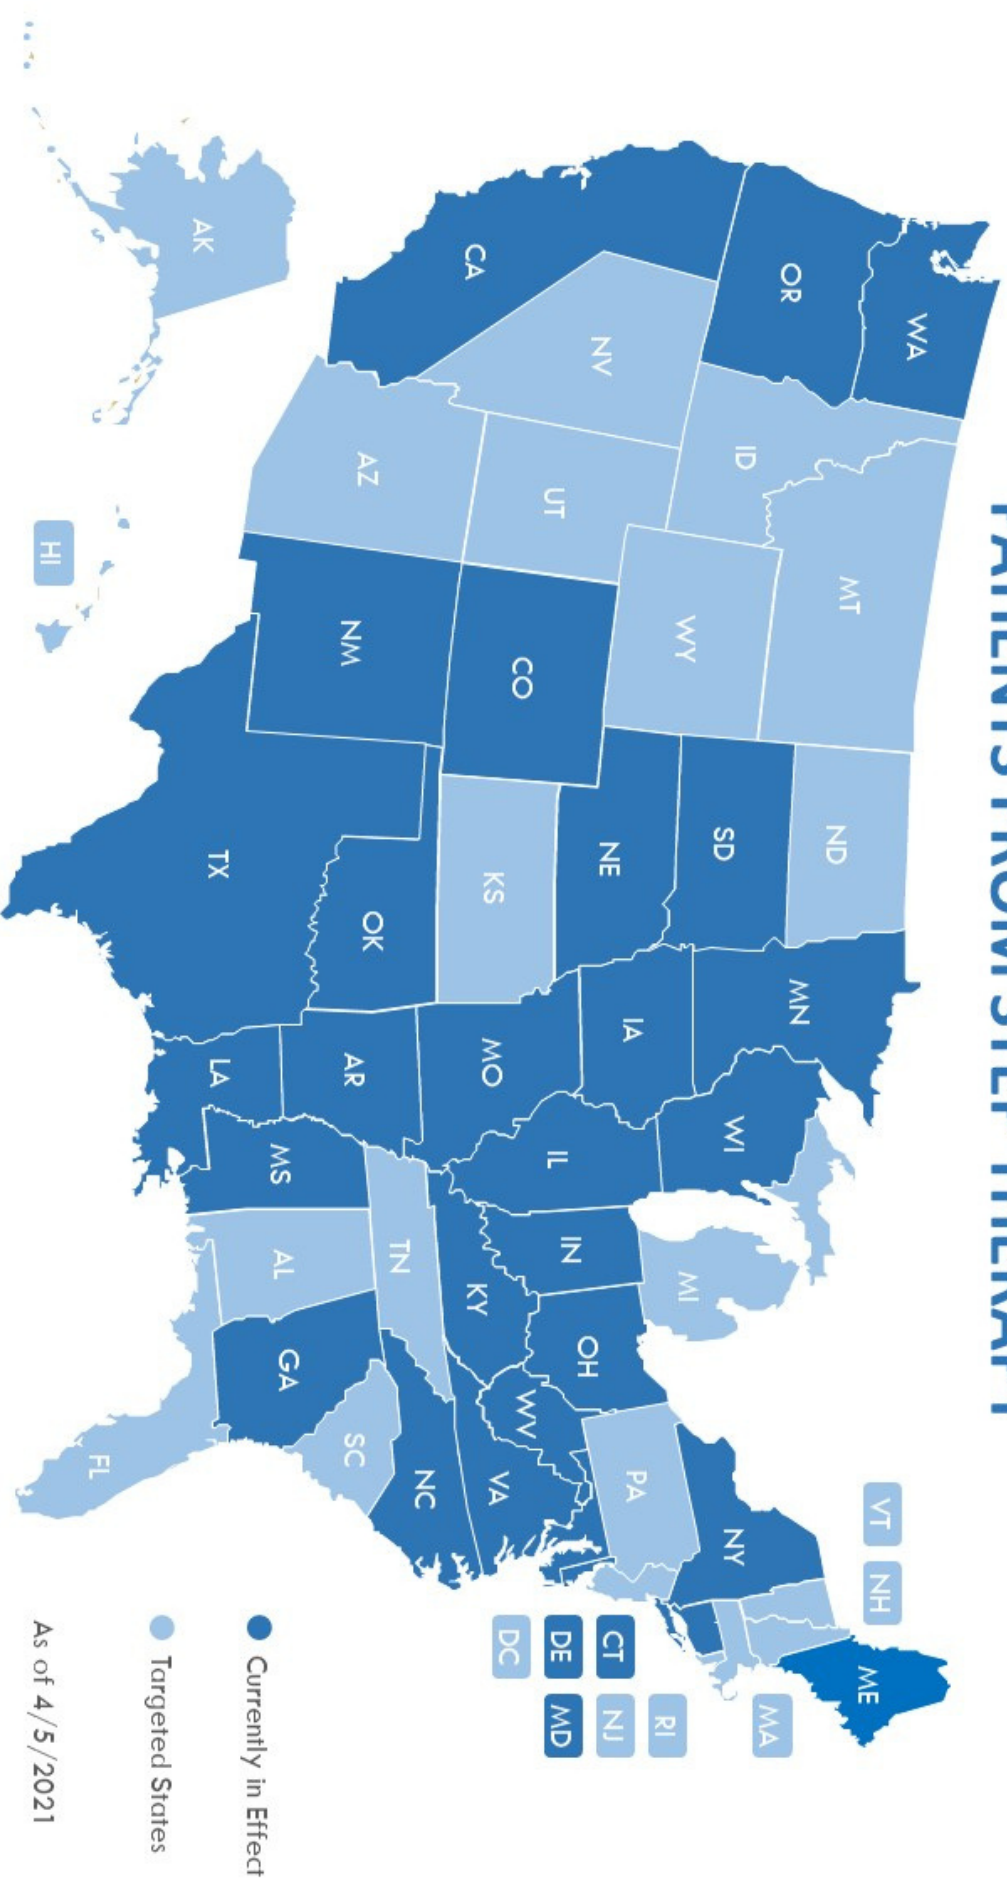 PATIENTS FROM STEP THERAPY
WA
OR
CA
NV
ID
MT
WY
UT
AZ
CO
NM
ND
SD
NE
KS
OK
TX
MN
IA
MO
AR
LA
WI
IL
MS
MI
IN
KY
TN
AL
OH
WV
GA
FL
SC
NC
VA
PA
NY
VT
NH
ME
MA
RI
CT
NJ
DE
MD
DC
AK
HI
Currently in Effect
Targeted States
As of 4/5/2021